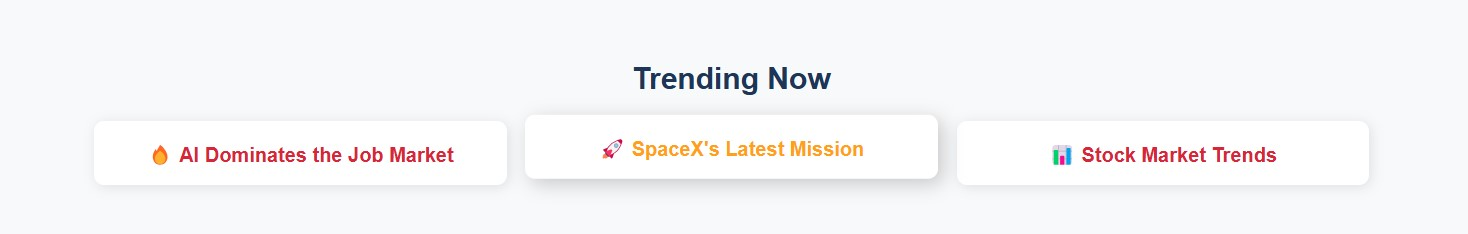 Trending Now
🔥 AI Dominates the Job Market
🚀 SpaceX's Latest Mission
📊 Stock Market Trends